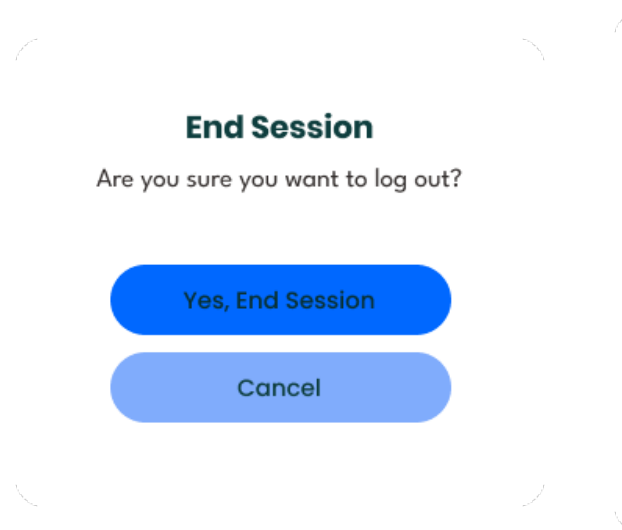 End Session
Are you sure you want to log out?
Yes, End Session
Cancel